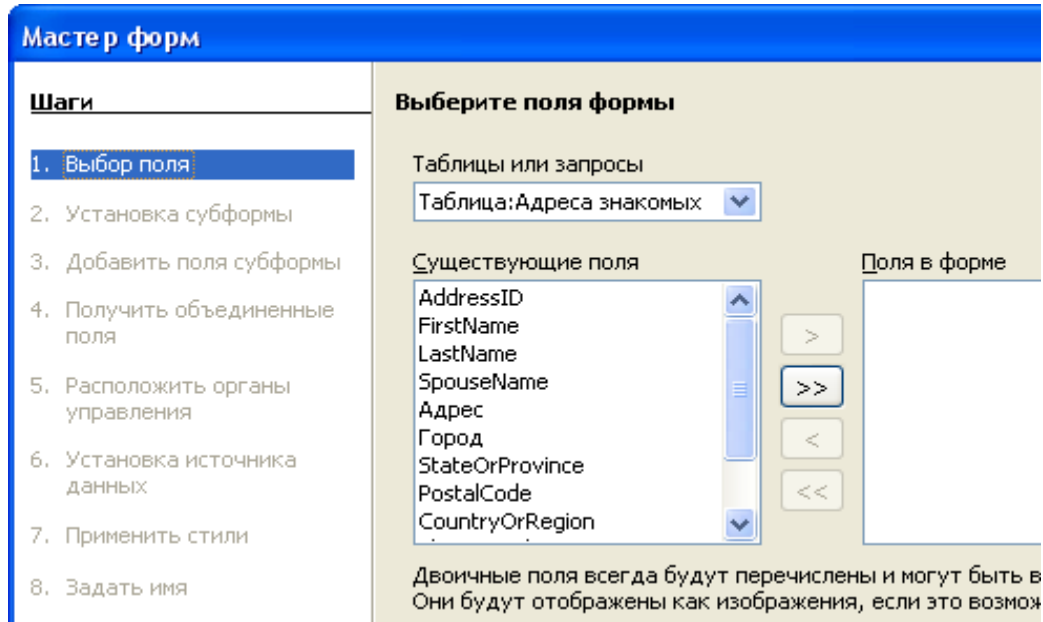 Мастер форм
Шаги
1. Выбор поля
2. Установка субформы
3. Добавить поля субформы
4. Получить объединенные
поля
5. Расположить органы
управления
6. Установка источника
данных
7. Применить стили
8. Задать имя
Выберите поля формы
Таблицы или запросы
Таблица:Адреса знакомых
Существующие поля
AddressID
FirstName
LastName
SpouseName
Адрес
Город
StateOrProvince
PostalCode
CountryOrRegion
>
>>
<
<<
Поля в форме
Двоичные поля всегда будут перечислены и могут быть
Они будут отображены как изображения, если это